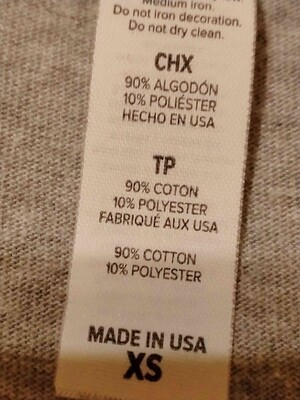 Medium iron.
Do not iron decoration.
Do not dry clean.
CHX
90% ALGODÓN
10% POLIÉSTER
HECHO EN USA
TP
90% COTON
10% POLYESTER
FABRIQUÉ AUX USA
90% COTTON
10% POLYESTER
MADE IN USA
XS